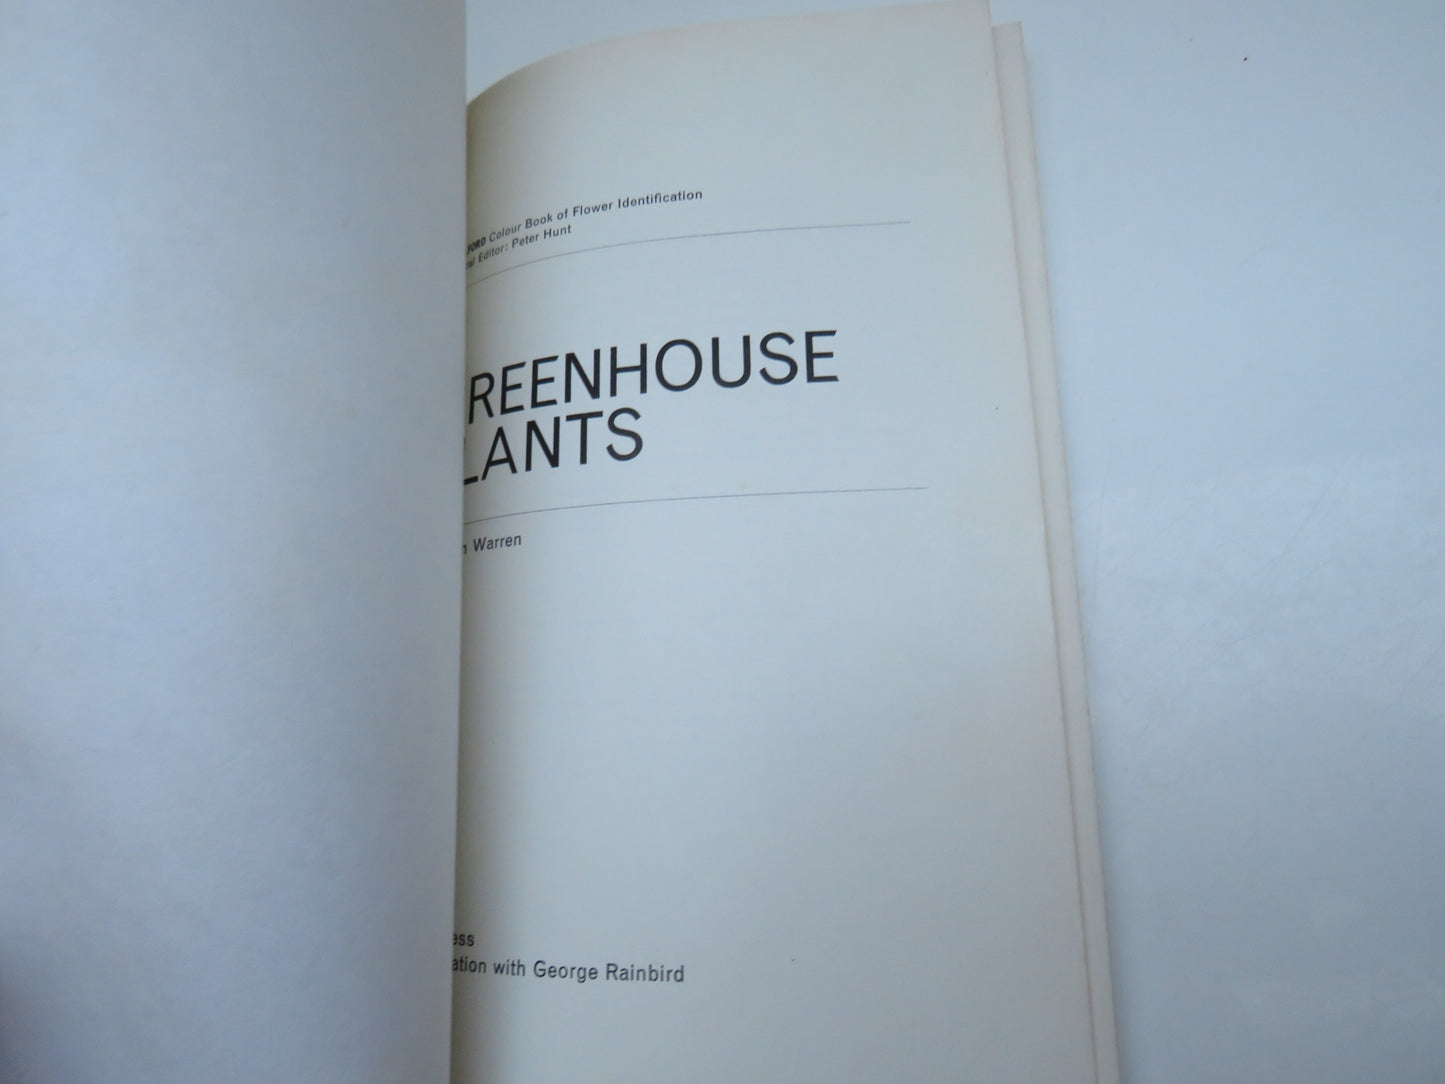 FORD Colour Book of Flower Identification
ral Editor: Peter Hunt
REENHOUSE
LANTS
n Warren
ess
ation with George Rainbird